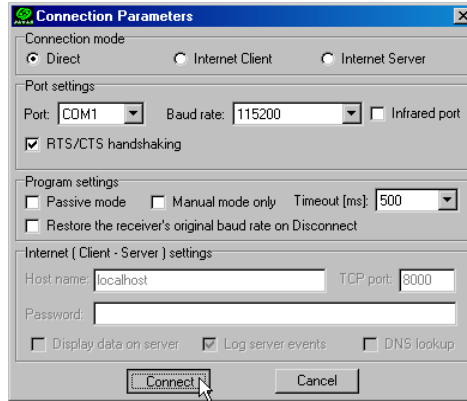 Connection Parameters
Connection mode
Direct Internet Client Internet Server
Port settings
Port: COM1 Baud rate: 115200 Infrared port
RTS/CTS handshaking
Program settings
Passive mode Manual mode only Timeout [ms]: 500
Restore the receiver's original baud rate on Disconnect
Internet ( Client - Server ) settings
Host name: localhost TCP port: 8000
Password:
Display data on server Log server events DNS lookup
Connect Cancel